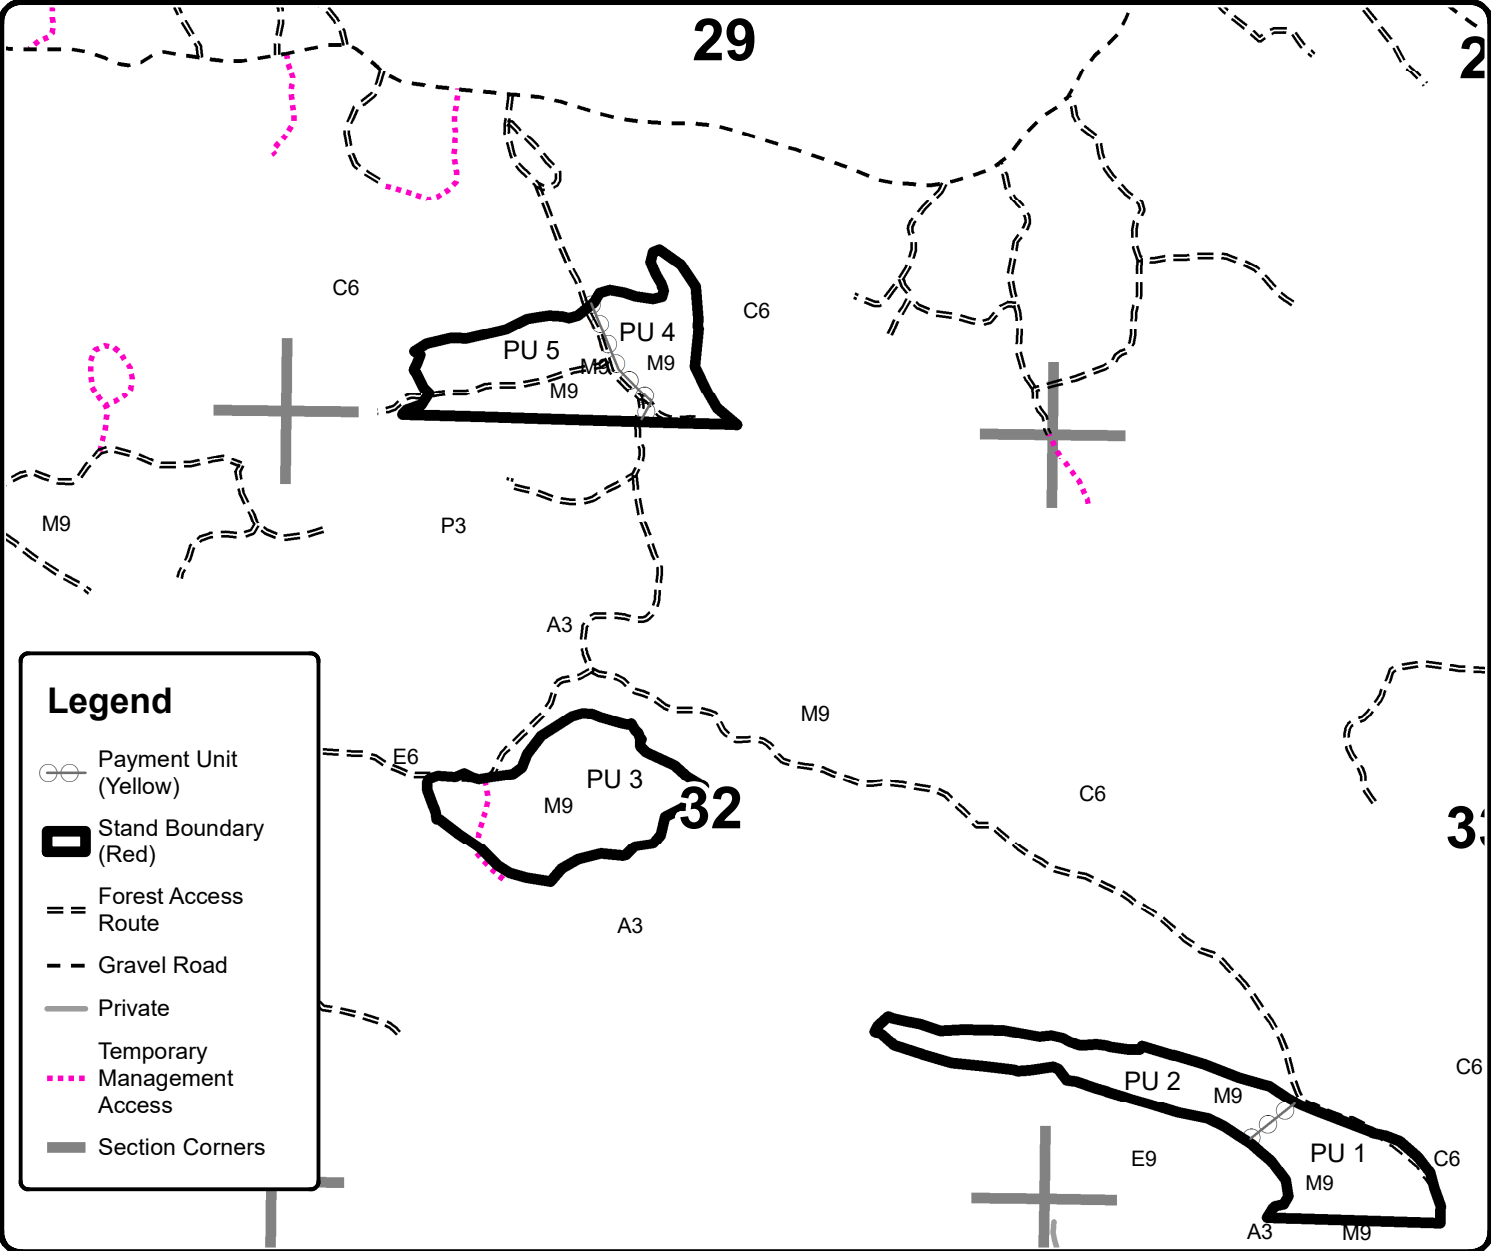 29
2
C6
C6
PU 4
PU 5
M9
M9
M9
M9
P3
A3
M9
E6
PU 3
M9
C6
32
33
A3
Legend
Payment Unit
(Yellow)
Stand Boundary
(Red)
Forest Access
Route
Gravel Road
Private
Temporary
Management
Access
Section Corners
C6
PU 2
M9
PU 1
E9
C6
M9
A3
M9